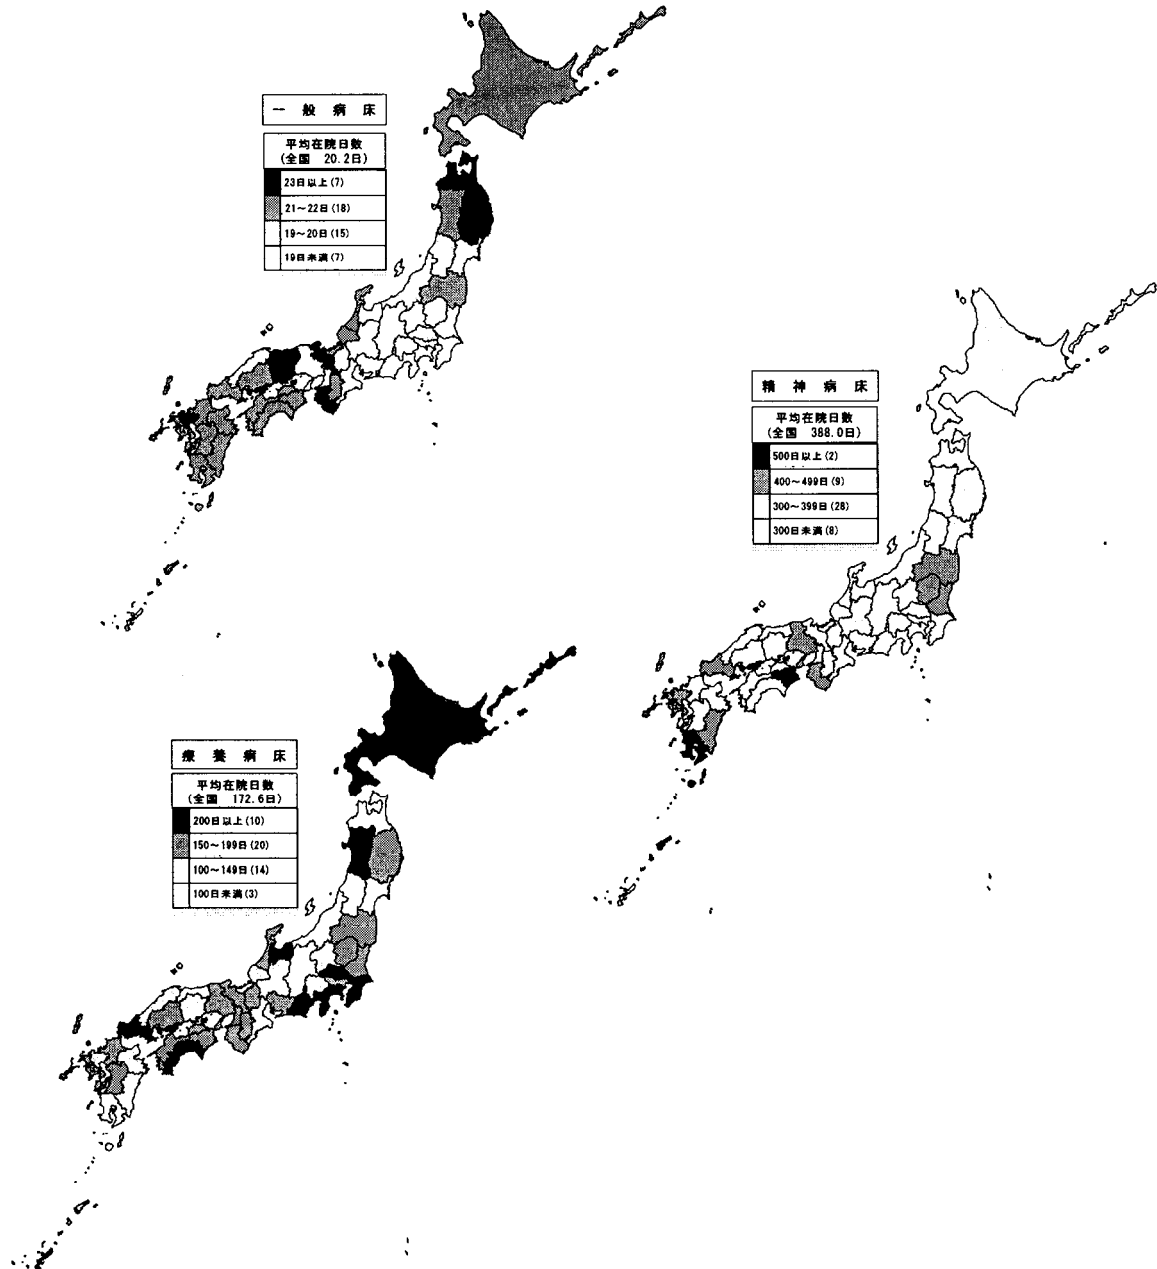 一般病床
平均在院日数
(全国 20.2日)
23日以上(7)
21～22日(18)
19～20日(15)
19日未満(7)
精神病床
平均在院日数
(全国 388.0日)
500日以上(2)
400～499日(9)
300～399日(28)
300日未満(8)
療養病床
平均在院日数
(全国 172.6日)
200日以上(10)
150～199日(20)
100～149日(14)
100日未満(3)